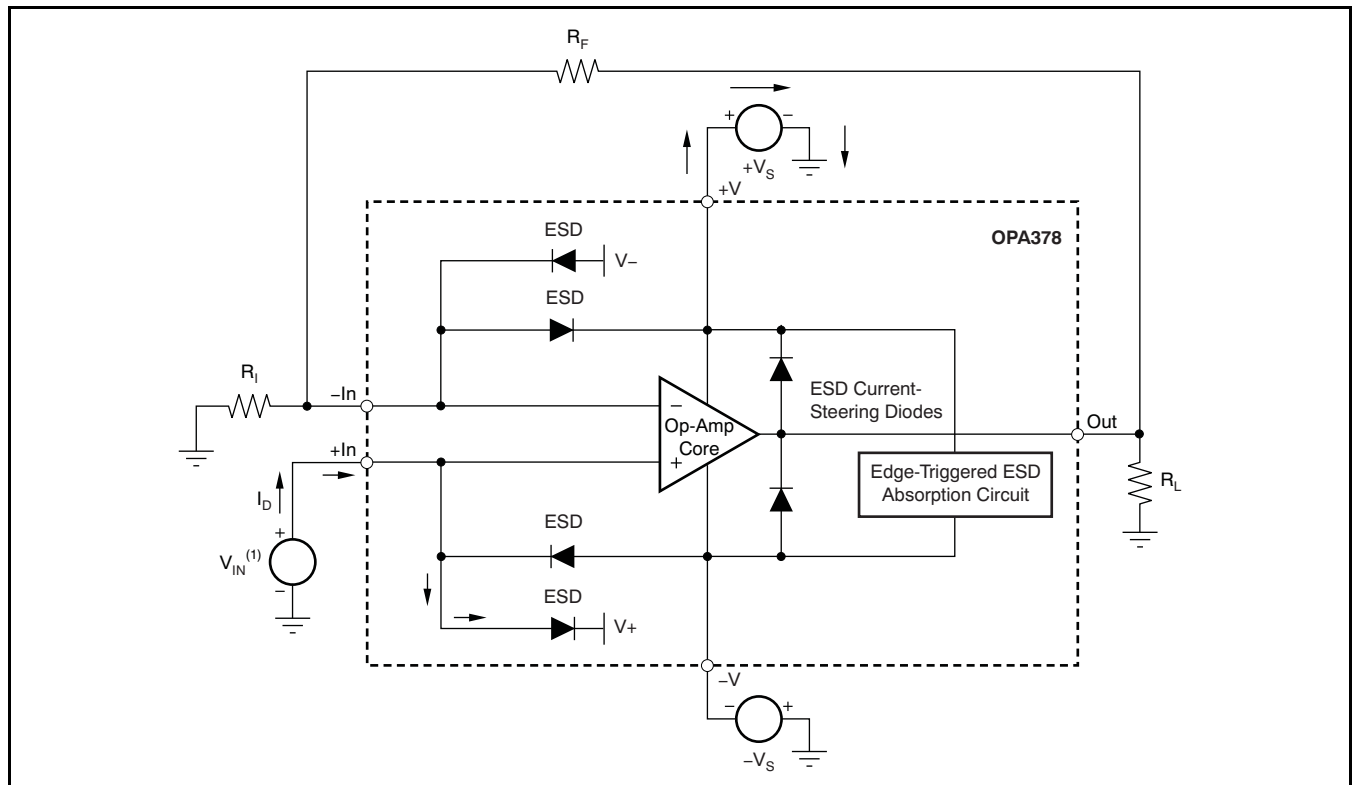 R_F
+ −
+V_S
+V
OPA378
ESD
V−
ESD
R_I
−In
−
ESD Current-
Steering Diodes
Op-Amp
Core
Out
+In
+
Edge-Triggered ESD
Absorption Circuit
R_L
I_D
ESD
+
V_IN^(1)
−
ESD
V+
−V
− +
−V_S